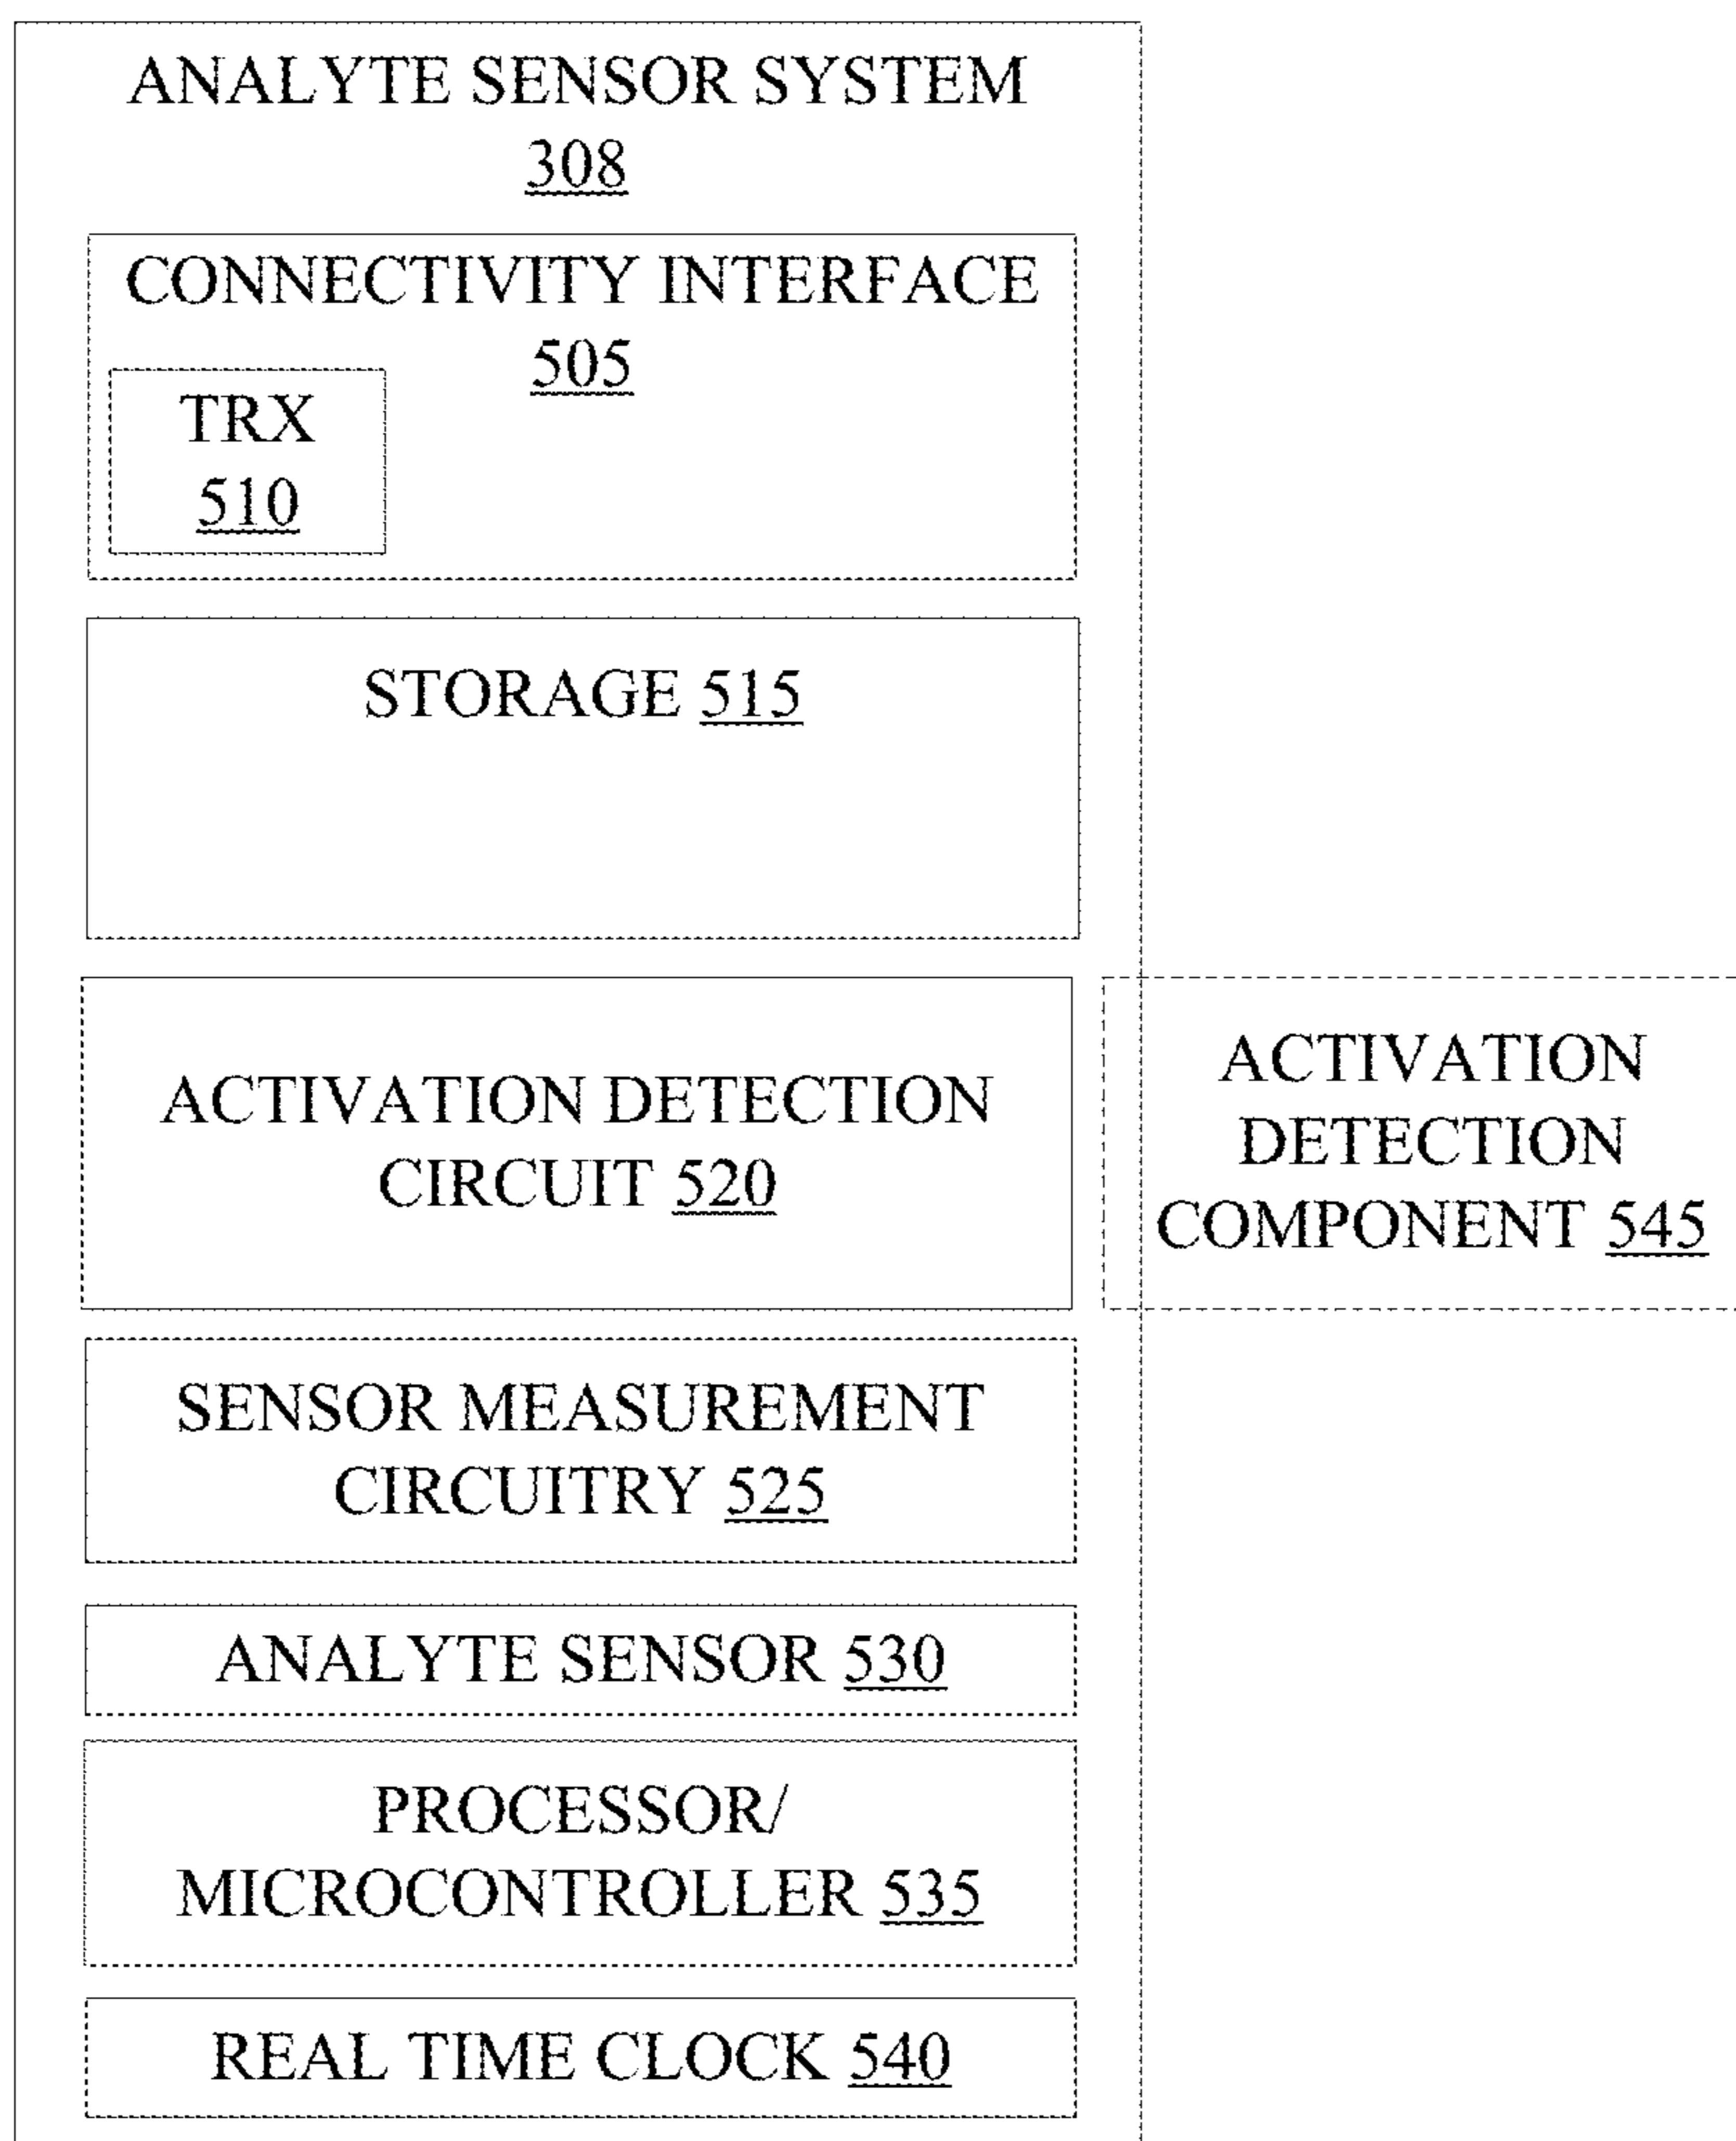 ANALYTE SENSOR SYSTEM
308
CONNECTIVITY INTERFACE
505
TRX
510
STORAGE 515
ACTIVATION DETECTION
CIRCUIT 520
ACTIVATION
DETECTION
COMPONENT 545
SENSOR MEASUREMENT
CIRCUITRY 525
ANALYTE SENSOR 530
PROCESSOR/
MICROCONTROLLER 535
REAL TIME CLOCK 540